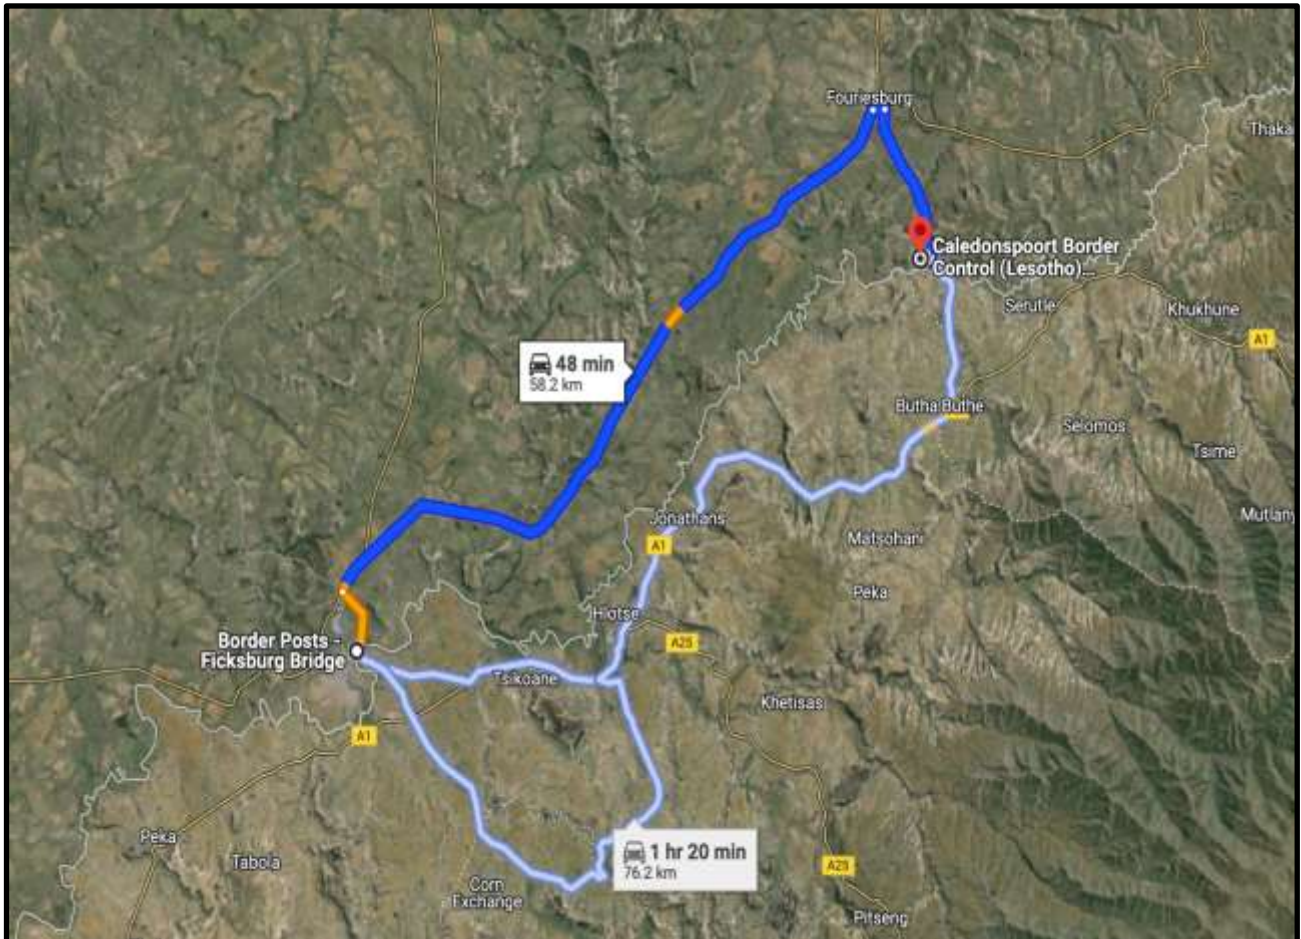 Fouriesburg
Thaka
Caledonspoort Border
Control (Lesotho)...
Serutle
Khukhune
A1
48 min
58.2 km
Butha Buthe
Selomos
Tsime
Mutlany
Jonathans
A1
Matsohani
Peka
Hlotse
A25
Border Posts -
Ficksburg Bridge
Tsikoane
Khetisas
A1
Peka
Tabola
1 hr 20 min
76.2 km
A25
Corn
Exchange
Pitseng